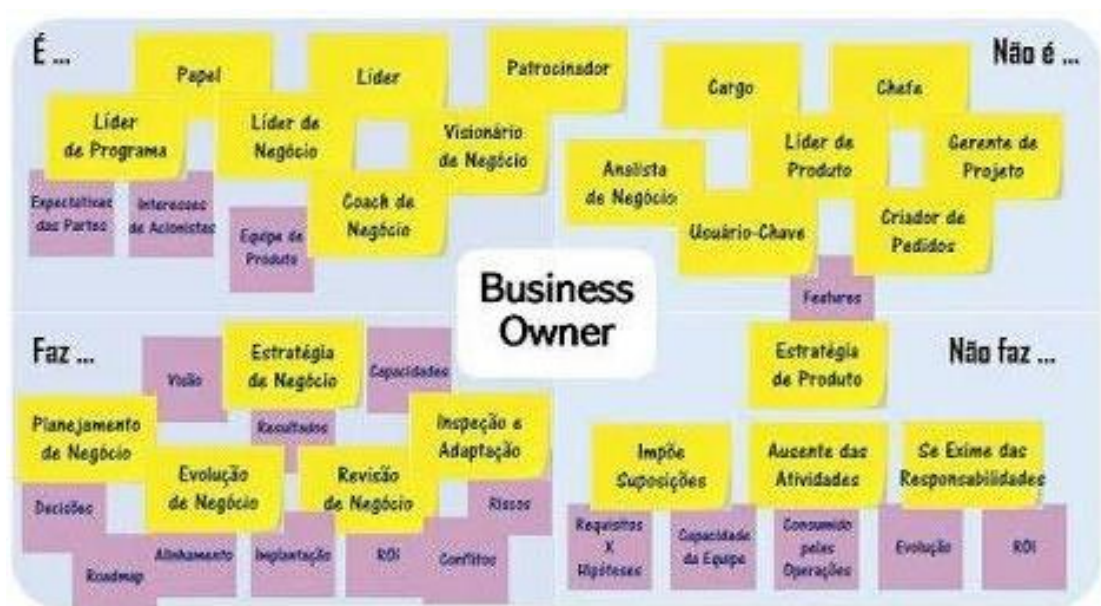 É ...
Papel
Líder
Patrocinador
Líder
de Programa
Líder de
Negócio
Visionário
de Negócio
Coach de
Negócio
Expectativas
das Partes
Interesses
de Acionistas
Equipe de
Produto
Não é ...
Cargo
Chefe
Analista
de Negócio
Líder de
Produto
Gerente de
Projeto
Usuário-Chave
Criador de
Pedidos
Features
Business
Owner
Faz ...
Visão
Estratégia
de Negócio
Capacidades
Resultados
Planejamento
de Negócio
Evolução
de Negócio
Revisão
de Negócio
Inspeção e
Adaptação
Decisões
Roadmap
Alinhamento
Implantação
ROI
Conflitos
Riscos
Não faz ...
Estratégia
de Produto
Impõe
Suposições
Ausente das
Atividades
Se Exime das
Responsabilidades
Requisitos
X
Hipóteses
Capacidade
da Equipe
Consumido
pelas
Operações
Evolução
ROI